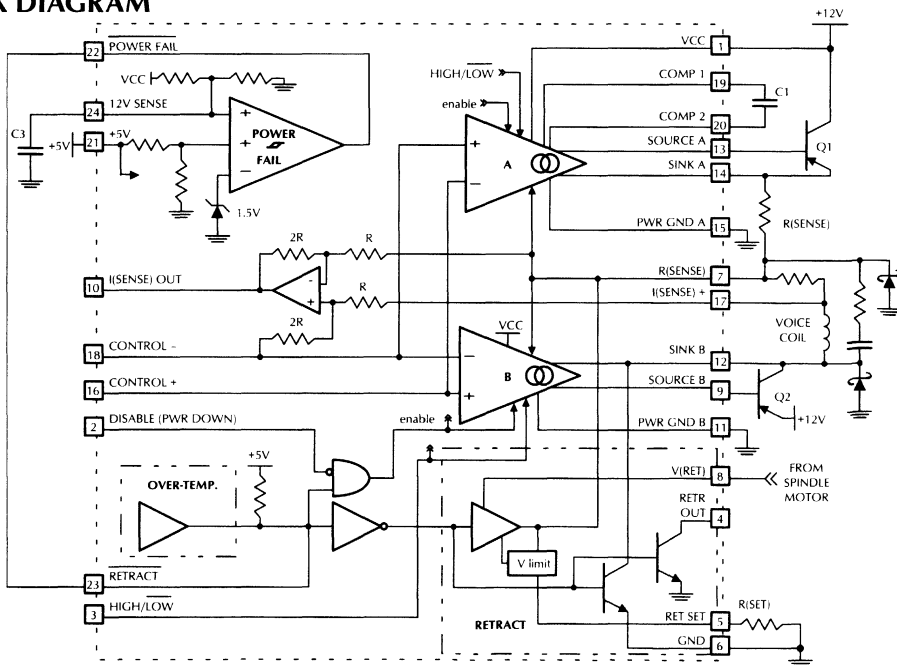 K DIAGRAM
+12V
22 POWER FAIL
VCC 1
VCC
HIGH/LOW
COMP 1
19
C1
24 12V SENSE
enable
COMP 2
20
C3
+5V 21 +5V
POWER
FAIL
+
+
−
1.5V
SOURCE A
13
Q1
SINK A
14
+
−
A
R(SENSE)
PWR GND A
15
2R
R
R(SENSE) 7
10 I(SENSE) OUT
-
+
R
I(SENSE) + 17
2R
VCC
VOICE
COIL
18 CONTROL −
−
+
B
SINK B
12
16 CONTROL +
SOURCE B
9
Q2
+12V
2 DISABLE (PWR DOWN)
enable
PWR GND B
11
+5V
V(RET) 8
FROM
SPINDLE
MOTOR
OVER-TEMP.
RETR
OUT
4
V limit
23 RETRACT
3 HIGH/LOW
RETRACT
RET SET 5
R(SET)
GND 6